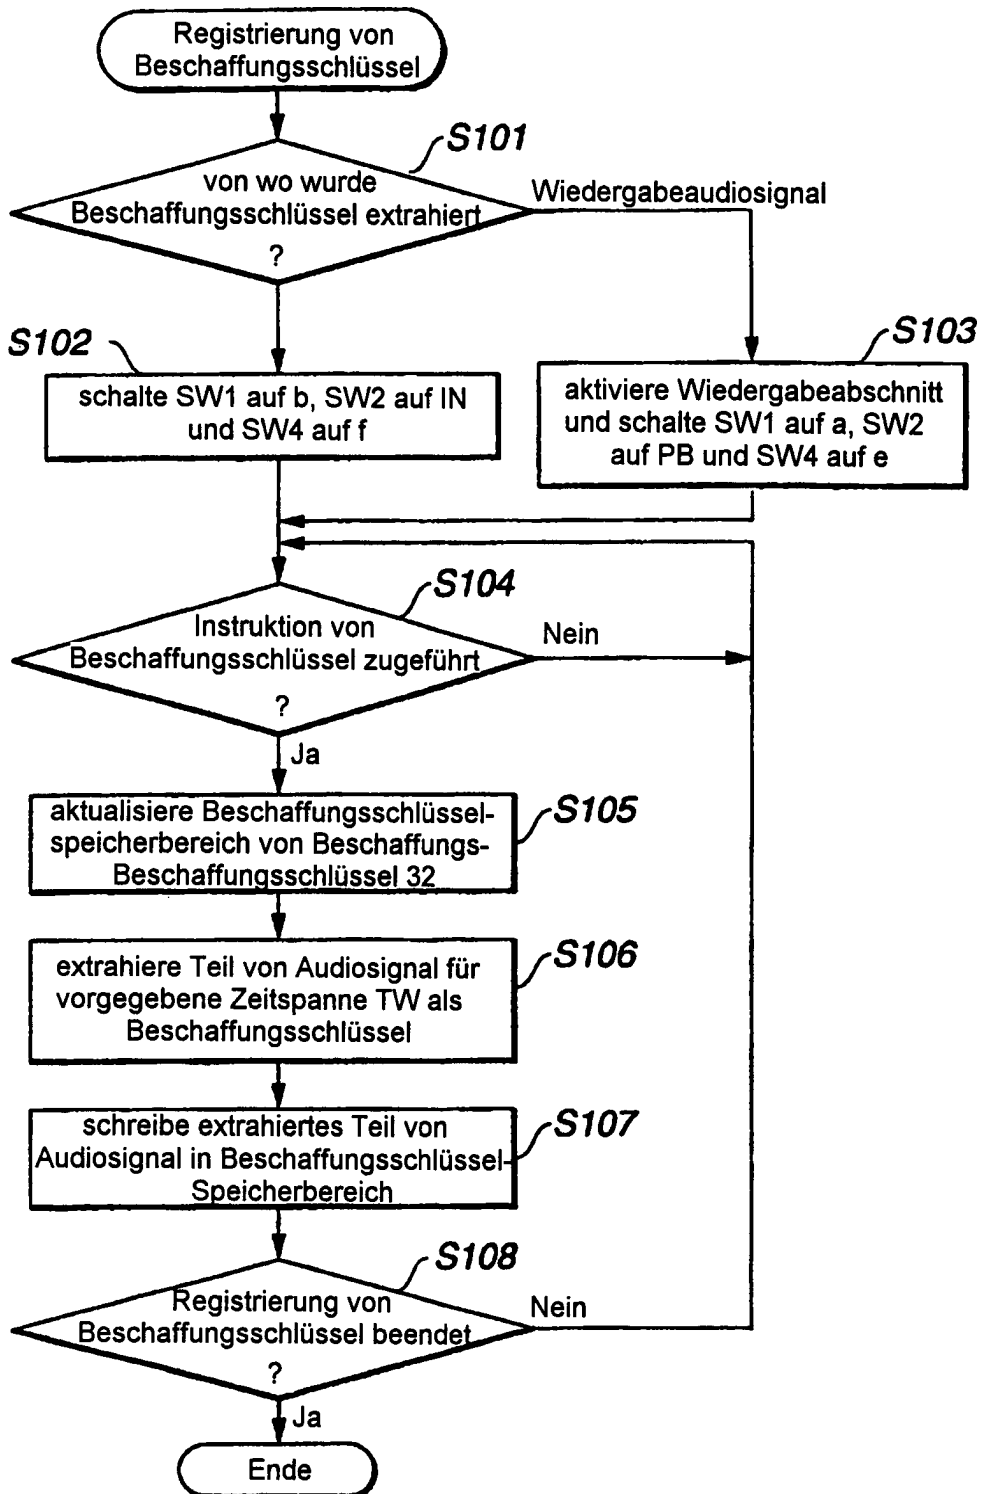 Registrierung von
Beschaffungsschlüssel
S101
von wo wurde
Beschaffungsschlüssel extrahiert
?
Wiedergabeaudiosignal
S102
schalte SW1 auf b, SW2 auf IN
und SW4 auf f
S103
aktiviere Wiedergabeabschnitt
und schalte SW1 auf a, SW2
auf PB und SW4 auf e
S104
Instruktion von
Beschaffungsschlüssel zugeführt
?
Nein
Ja
S105
aktualisiere Beschaffungsschlüssel-
speicherbereich von Beschaffungs-
Beschaffungsschlüssel 32
S106
extrahiere Teil von Audiosignal für
vorgegebene Zeitspanne TW als
Beschaffungsschlüssel
S107
schreibe extrahiertes Teil von
Audiosignal in Beschaffungsschlüssel-
Speicherbereich
S108
Registrierung von
Beschaffungsschlüssel beendet
?
Nein
Ja
Ende